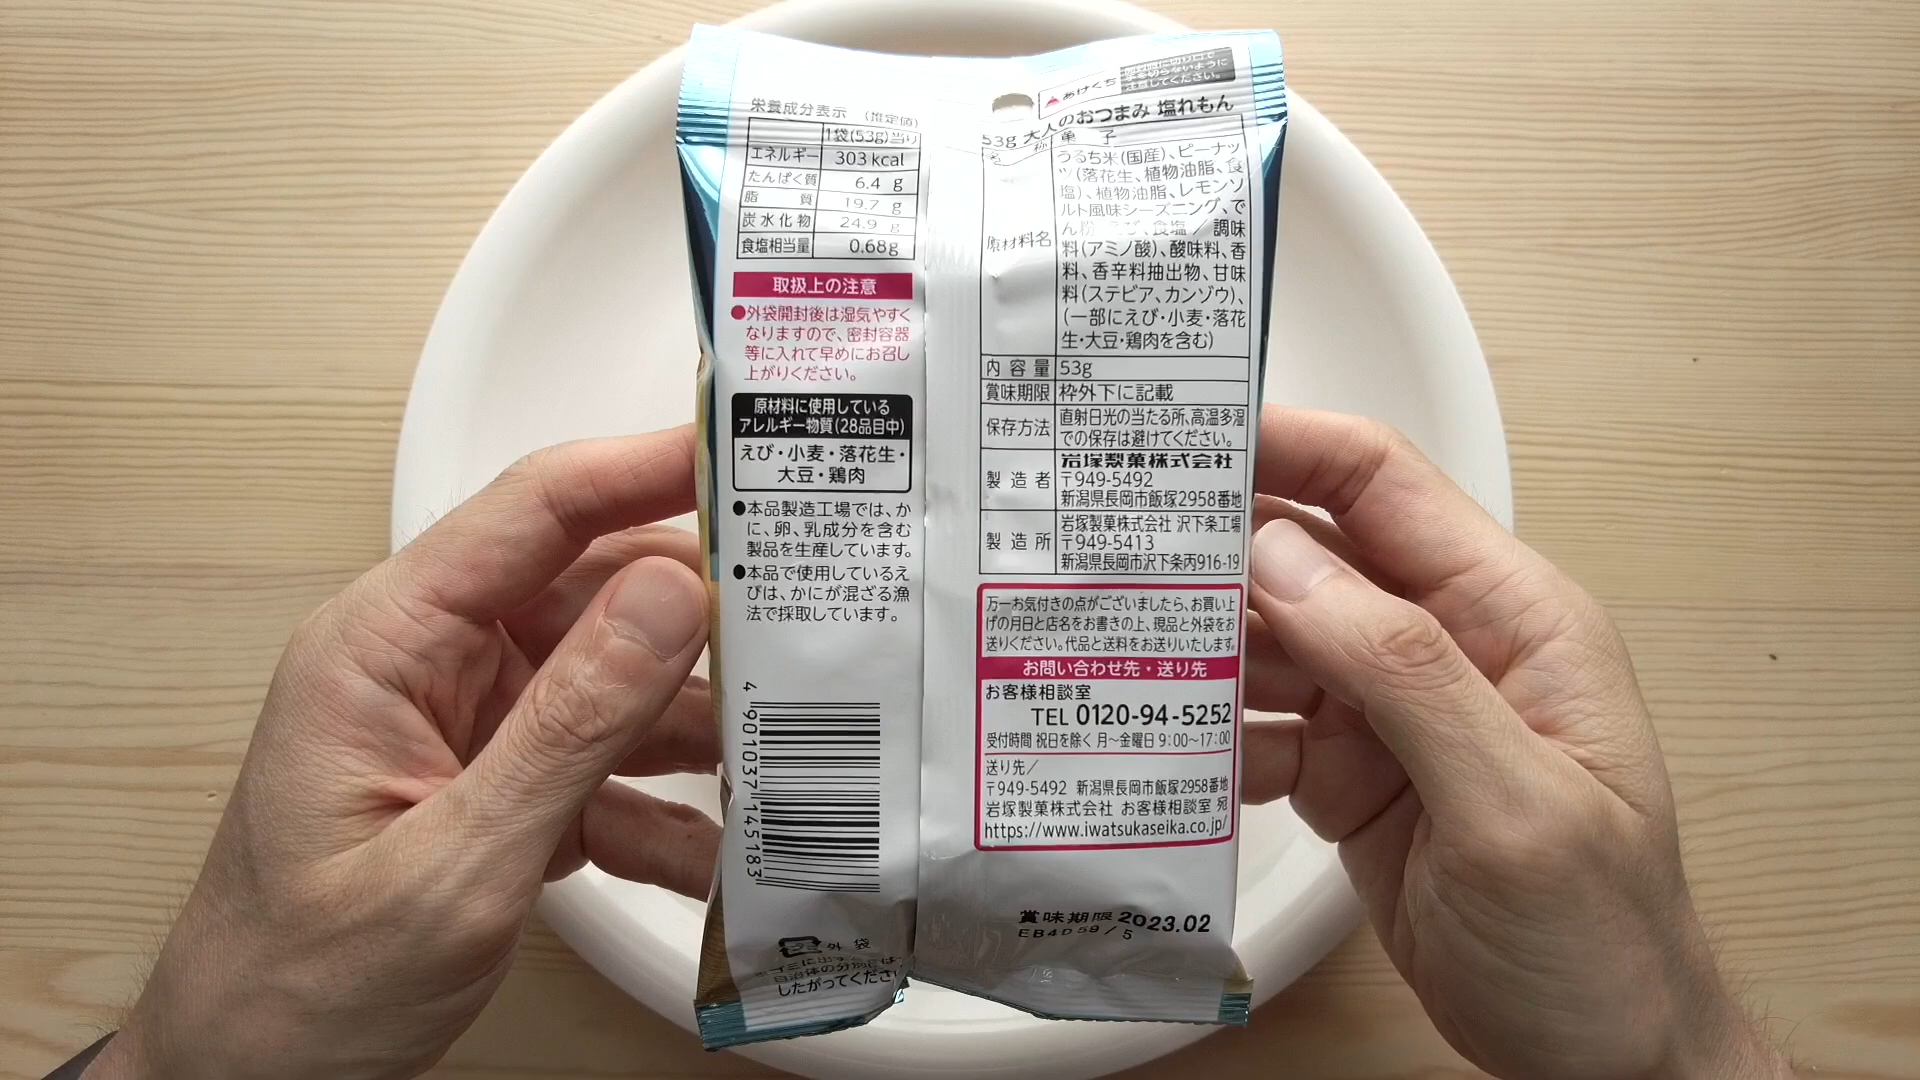 栄養成分表示 (推定値)
1袋(53g)当り
エネルギー 303 kcal
たんぱく質 6.4 g
脂質 19.7 g
炭水化物 24.9 g
食塩相当量 0.68g
取扱上の注意
●外袋開封後は湿気やすく
なりますので、密封容器
等に入れて早めにお召し
上がりください。
原材料に使用している
アレルギー物質(28品目中)
えび・小麦・落花生・
大豆・鶏肉
●本品製造工場では、か
に、卵、乳成分を含む
製品を生産しています。
●本品で使用しているえ
びは、かにが混ざる漁
法で採取しています。
4 901037 145183
外袋
自治体の分別に
したがってくださ
あけくち
注意してください。
53g 大人のおつまみ 塩れもん
名称 菓子
原材料名
うるち米(国産)、ピーナッ
ツ(落花生、植物油脂、食
塩)、植物油脂、レモンソ
ルト風味シーズニング、で
ん粉、えび、食塩/調味
料(アミノ酸)、酸味料、香
料、香辛料抽出物、甘味
料(ステビア、カンゾウ)、
(一部にえび・小麦・落花
生・大豆・鶏肉を含む)
内容量 53g
賞味期限 枠外下に記載
保存方法
直射日光の当たる所、高温多湿
での保存は避けてください。
製造者
岩塚製菓株式会社
〒949-5492
新潟県長岡市飯塚2958番地
製造所
岩塚製菓株式会社 沢下条工場
〒949-5413
新潟県長岡市沢下条丙916-19
万一お気付きの点がございましたら、お買い上
げの月日と店名をお書きの上、現品と外袋をお
送りください。代品と送料をお送りいたします。
お問い合わせ先・送り先
お客様相談室
TEL 0120-94-5252
受付時間 祝日を除く 月~金曜日 9:00~17:00
送り先/
〒949-5492 新潟県長岡市飯塚2958番地
岩塚製菓株式会社 お客様相談室 宛
https://www.iwatsukaseika.co.jp/
賞味期限 2023.02
EB4D 59 / 5